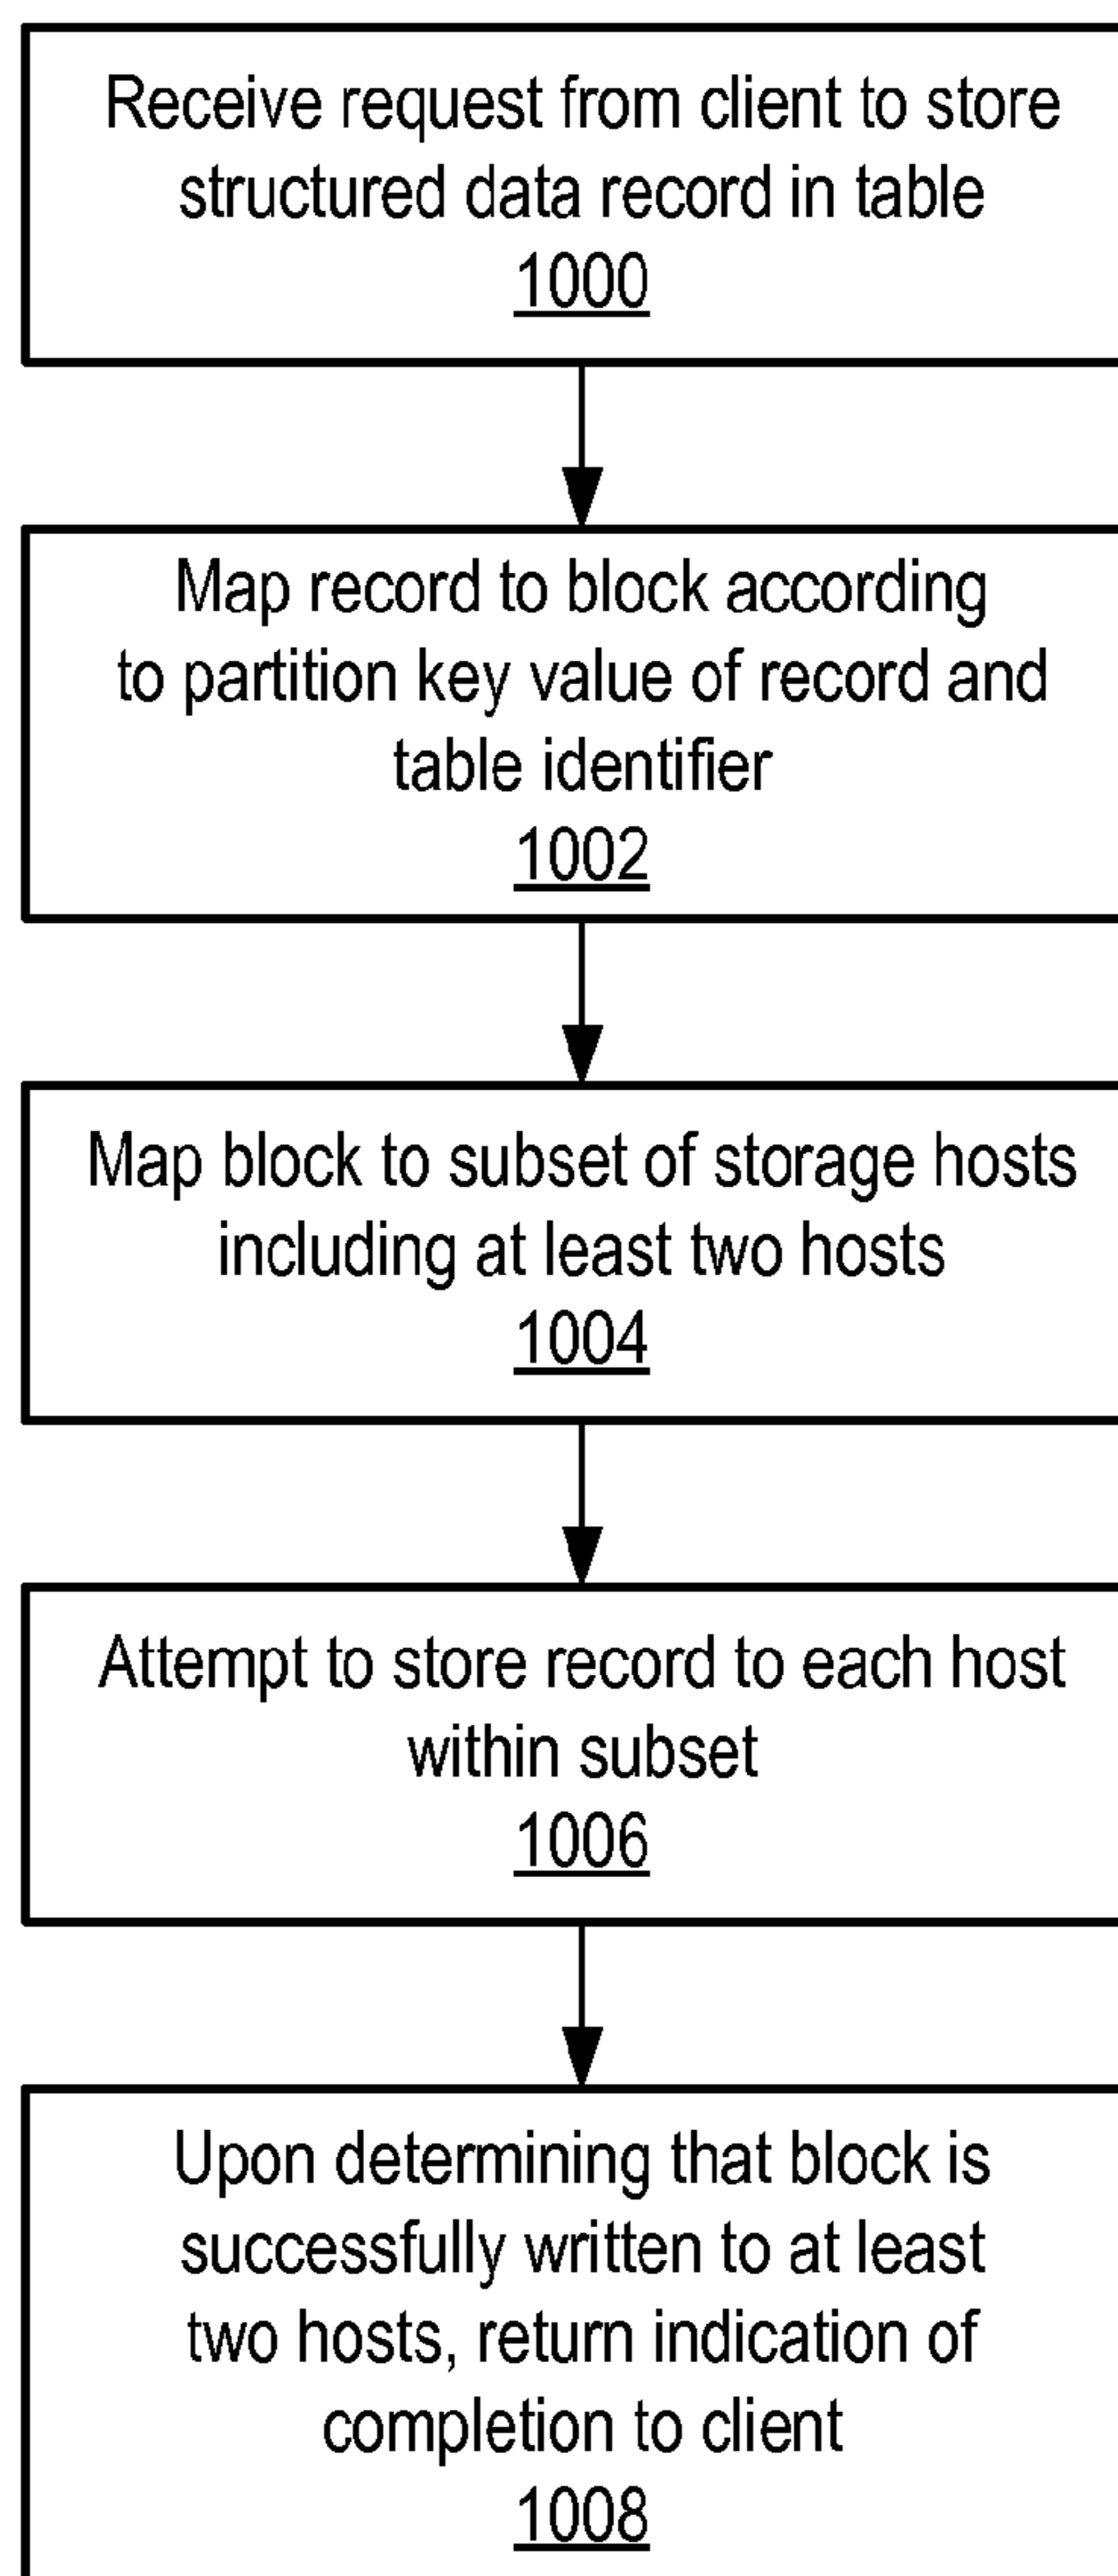 Receive request from client to store
structured data record in table
1000
Map record to block according
to partition key value of record and
table identifier
1002
Map block to subset of storage hosts
including at least two hosts
1004
Attempt to store record to each host
within subset
1006
Upon determining that block is
successfully written to at least
two hosts, return indication of
completion to client
1008